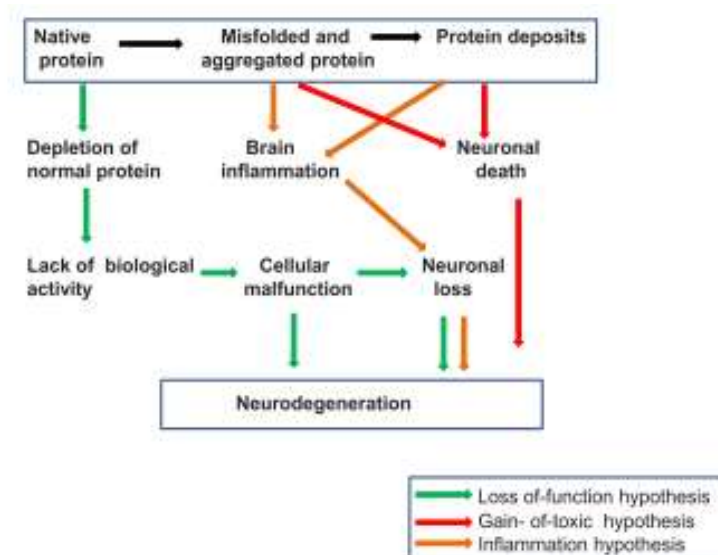 Native protein
Misfolded and aggregated protein
Protein deposits
Depletion of normal protein
Brain inflammation
Neuronal death
Lack of biological activity
Cellular malfunction
Neuronal loss
Neurodegeneration
Loss of-function hypothesis
Gain- of-toxic hypothesis
Inflammation hypothesis